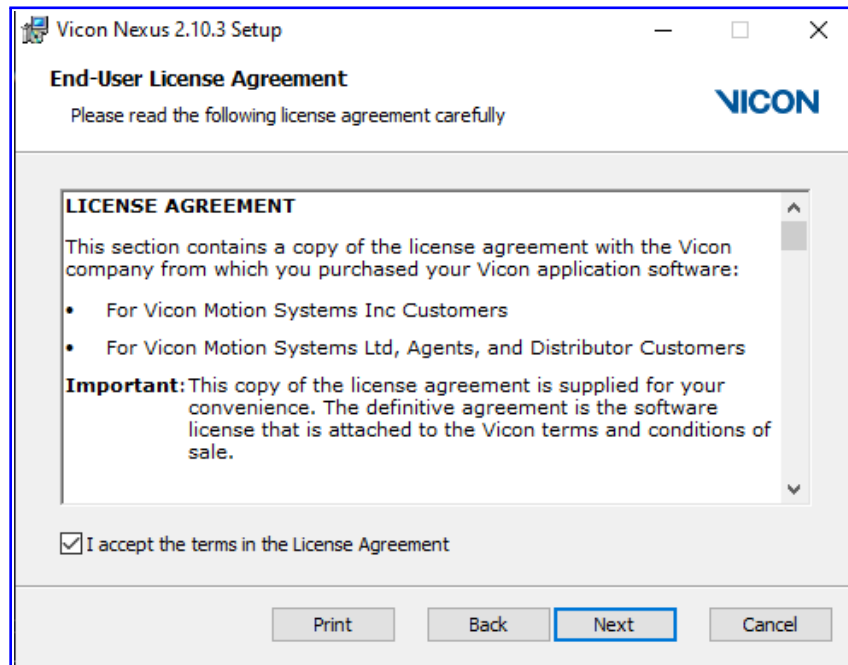 Vicon Nexus 2.10.3 Setup
End-User License Agreement
Please read the following license agreement carefully
VICON
LICENSE AGREEMENT
This section contains a copy of the license agreement with the Vicon
company from which you purchased your Vicon application software:
• For Vicon Motion Systems Inc Customers
• For Vicon Motion Systems Ltd, Agents, and Distributor Customers
Important: This copy of the license agreement is supplied for your
convenience. The definitive agreement is the software
license that is attached to the Vicon terms and conditions of
sale.
I accept the terms in the License Agreement
Print Back Next Cancel